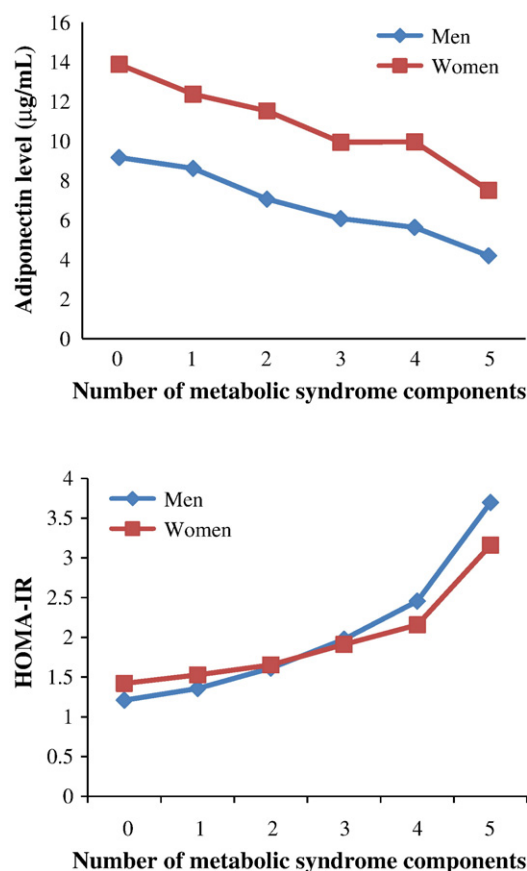 16
14
12
10
8
6
4
2
0
Adiponectin level (µg/mL)
Men
Women
0 1 2 3 4 5
Number of metabolic syndrome components
4
3.5
3
2.5
2
1.5
1
0.5
0
HOMA-IR
Men
Women
0 1 2 3 4 5
Number of metabolic syndrome components